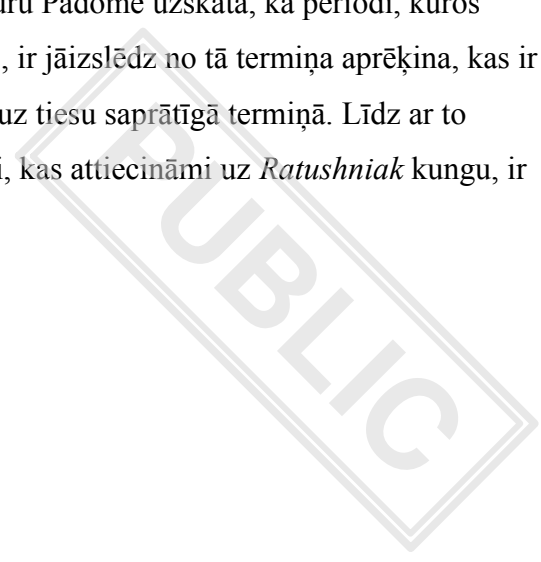 uru Padome uzskata, ka periodi, kuros
, ir jāizslēdz no tā termiņa aprēķina, kas ir
uz tiesu saprātīgā termiņā. Līdz ar to
i, kas attiecināmi uz Ratushniak kungu, ir
PUBLIC